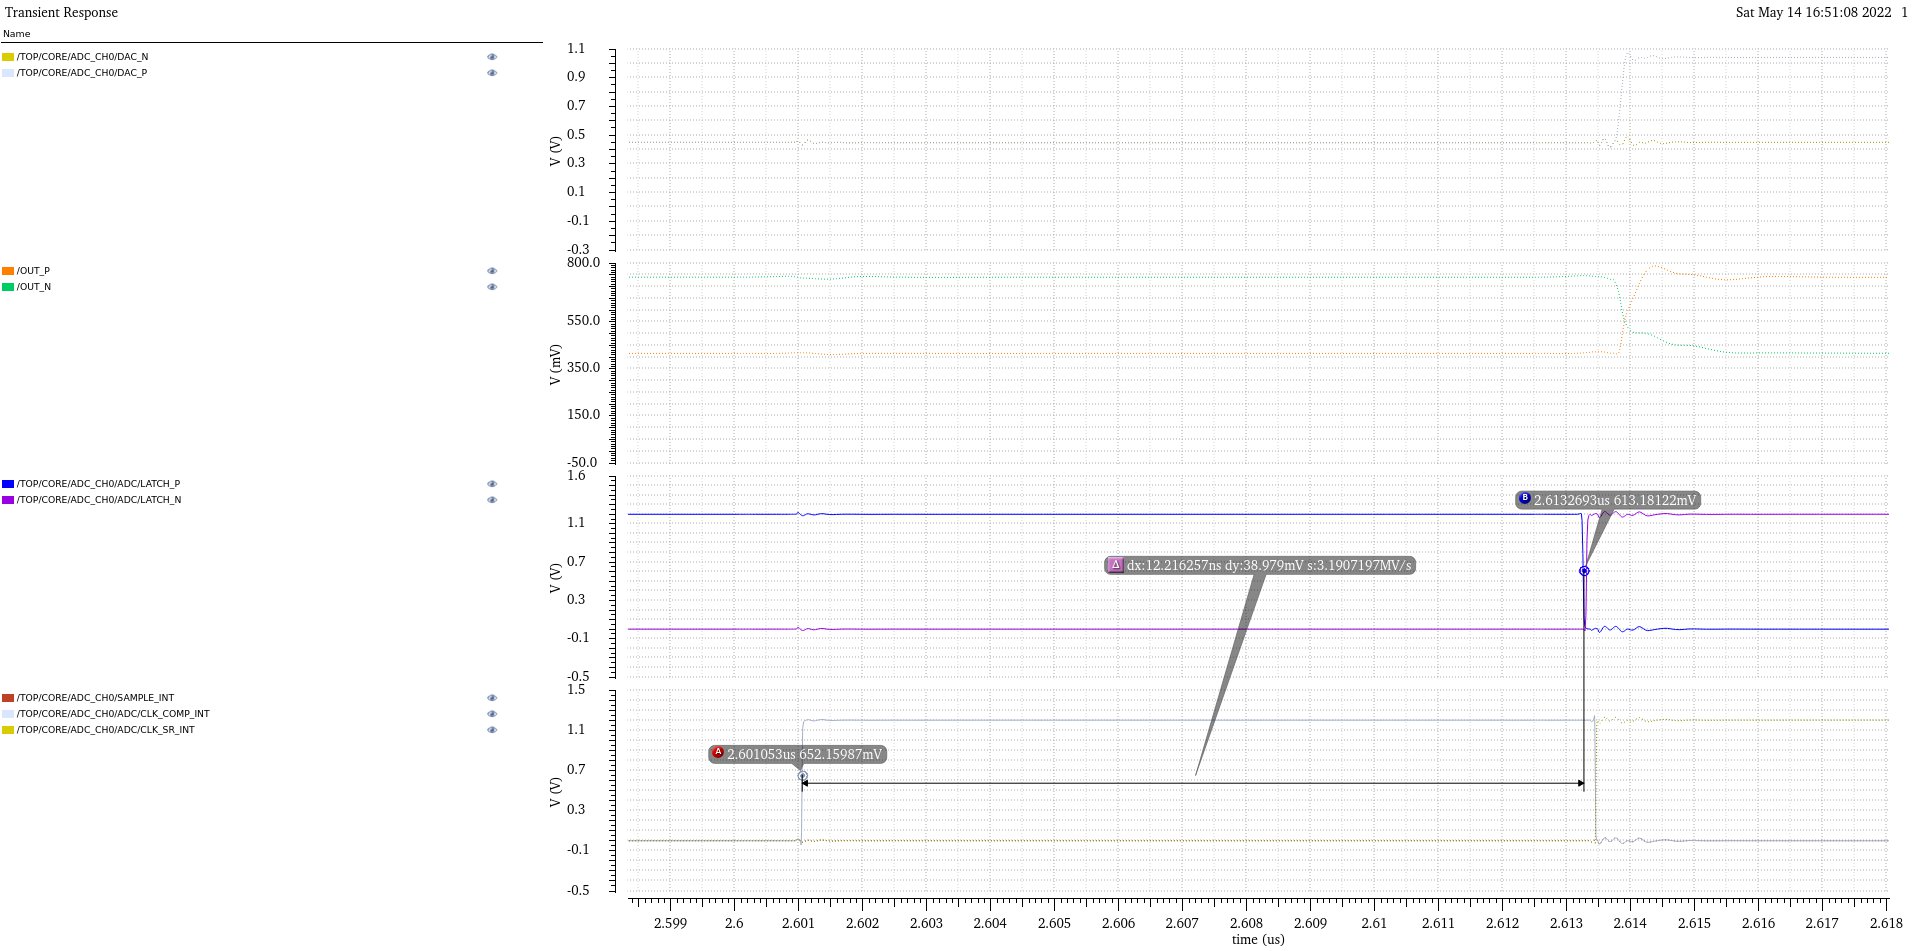 Transient Response
Sat May 14 16:51:08 2022 1
Name
/TOP/CORE/ADC_CH0/DAC_N
/TOP/CORE/ADC_CH0/DAC_P
1.1
0.9
0.7
0.5
0.3
0.1
-0.1
-0.3
V (V)
/OUT_P
/OUT_N
800.0
550.0
350.0
150.0
-50.0
V (mV)
/TOP/CORE/ADC_CH0/ADC/LATCH_P
/TOP/CORE/ADC_CH0/ADC/LATCH_N
1.6
1.1
0.7
0.3
-0.1
-0.5
V (V)
B 2.6132693us 613.18122mV
Δ dx:12.216257ns dy:38.979mV s:3.1907197MV/s
/TOP/CORE/ADC_CH0/SAMPLE_INT
/TOP/CORE/ADC_CH0/ADC/CLK_COMP_INT
/TOP/CORE/ADC_CH0/ADC/CLK_SR_INT
1.5
1.1
0.7
0.3
-0.1
-0.5
V (V)
A 2.601053us 652.15987mV
2.599 2.6 2.601 2.602 2.603 2.604 2.605 2.606 2.607 2.608 2.609 2.61 2.611 2.612 2.613 2.614 2.615 2.616 2.617 2.618
time (us)